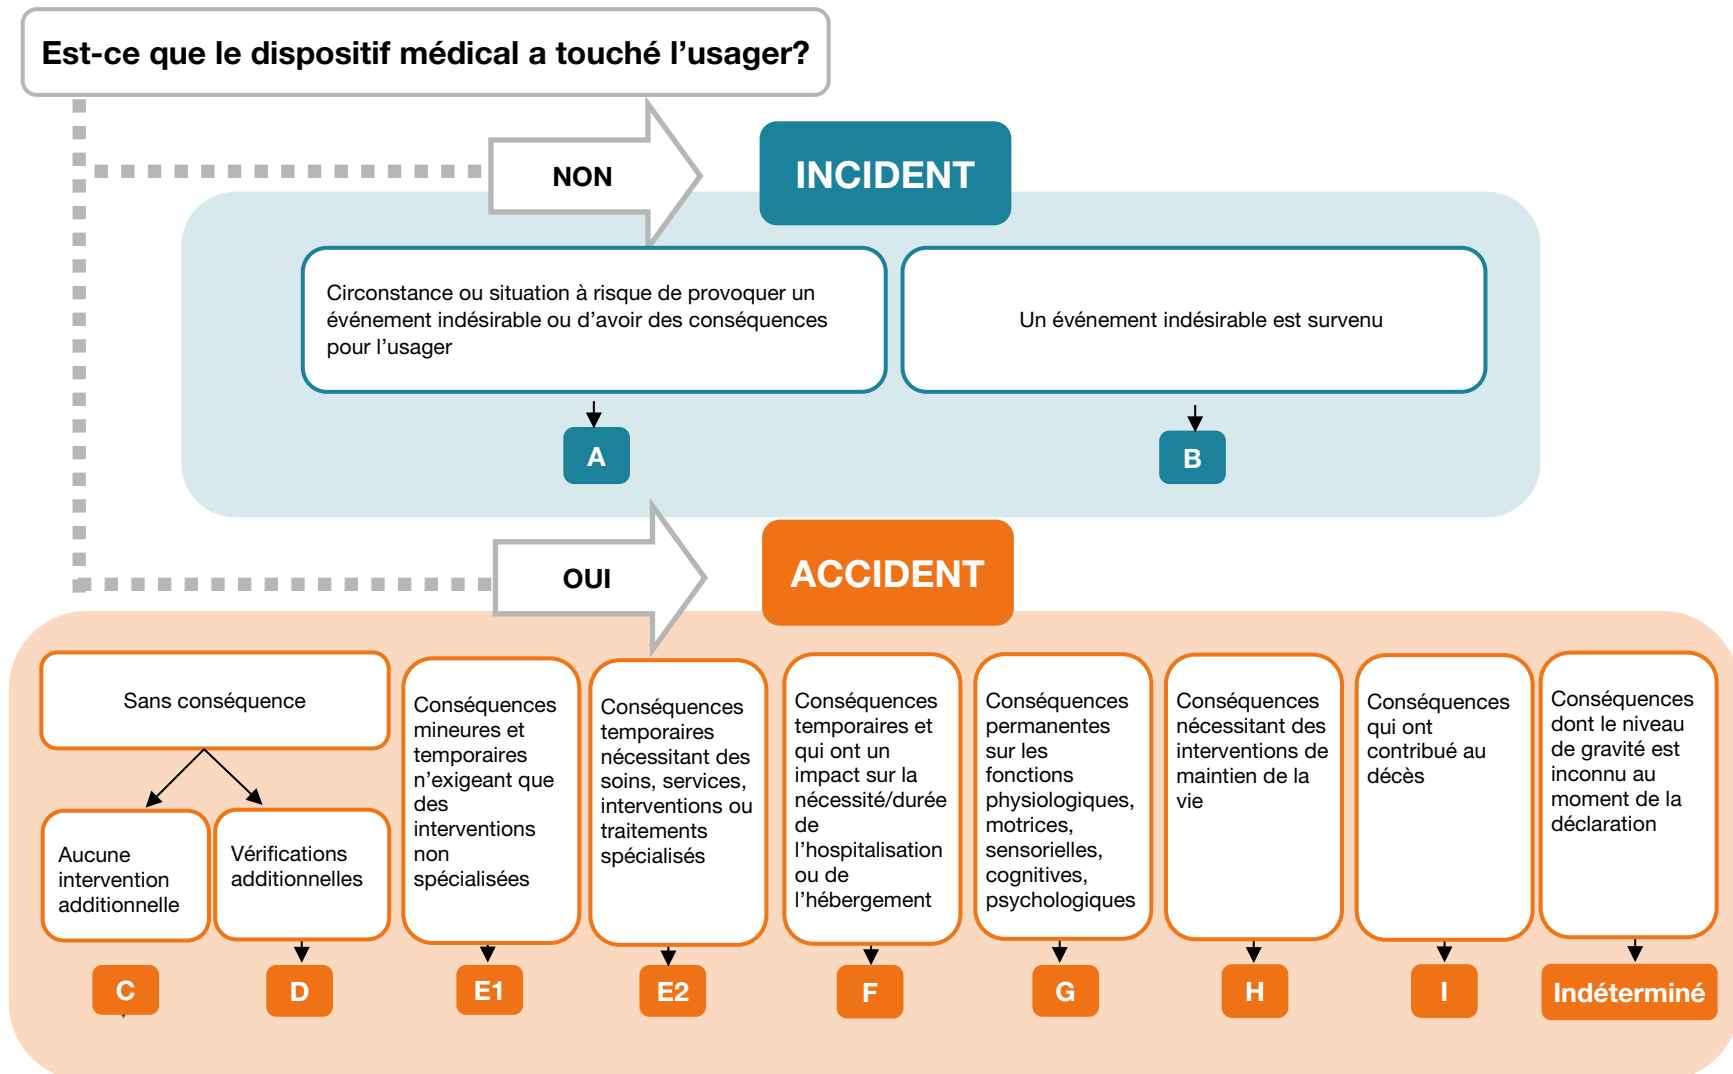 Est-ce que le dispositif médical a touché l’usager?
NON
INCIDENT
Circonstance ou situation à risque de provoquer un
événement indésirable ou d’avoir des conséquences
pour l’usager
Un événement indésirable est survenu
A
B
OUI
ACCIDENT
Sans conséquence
Aucune
intervention
additionnelle
Vérifications
additionnelles
Conséquences
mineures et
temporaires
n’exigeant que
des
interventions
non
spécialisées
Conséquences
temporaires
nécessitant des
soins, services,
interventions ou
traitements
spécialisés
Conséquences
temporaires et
qui ont un
impact sur la
nécessité/durée
de
l’hospitalisation
ou de
l’hébergement
Conséquences
permanentes
sur les
fonctions
physiologiques,
motrices,
sensorielles,
cognitives,
psychologiques
Conséquences
nécessitant des
interventions de
maintien de la
vie
Conséquences
qui ont
contribué au
décès
Conséquences
dont le niveau
de gravité est
inconnu au
moment de la
déclaration
C
D
E1
E2
F
G
H
I
Indéterminé